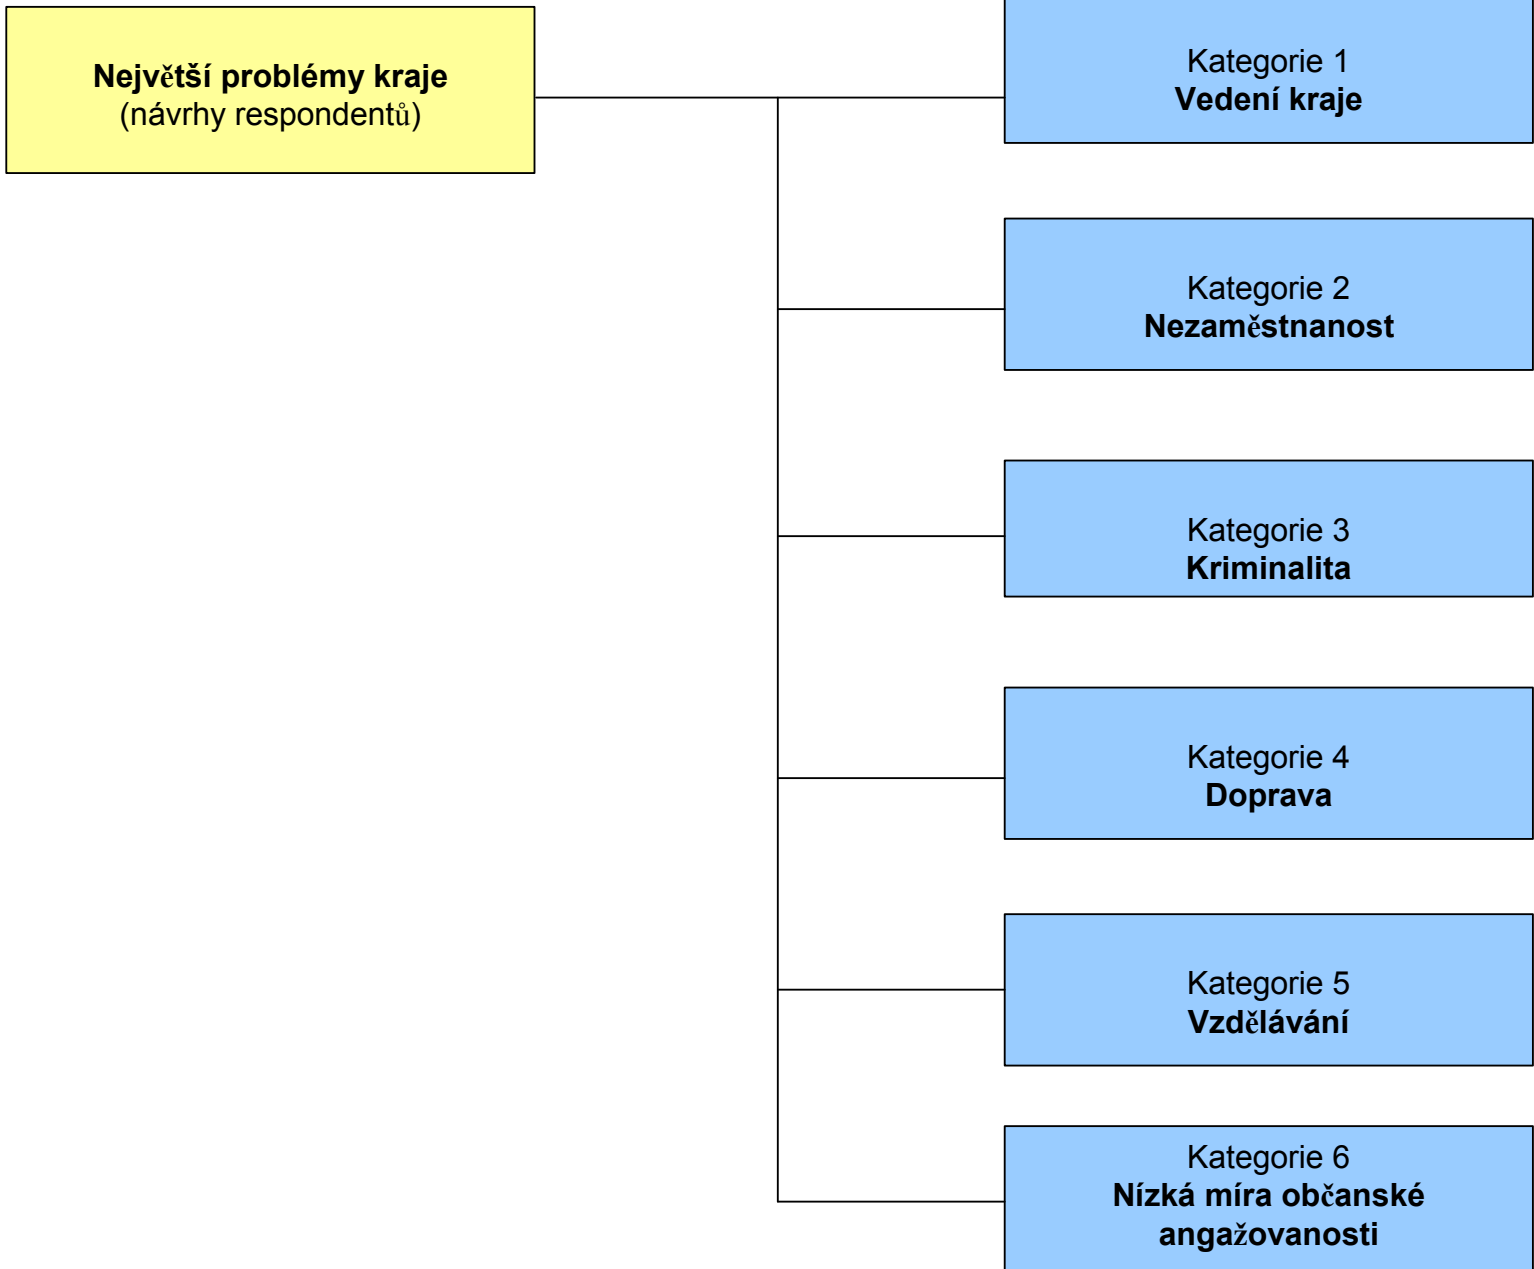 Největší problémy kraje
(návrhy respondentů)
Kategorie 1
Vedení kraje
Kategorie 2
Nezaměstnanost
Kategorie 3
Kriminalita
Kategorie 4
Doprava
Kategorie 5
Vzdělávání
Kategorie 6
Nízká míra občanské
angažovanosti